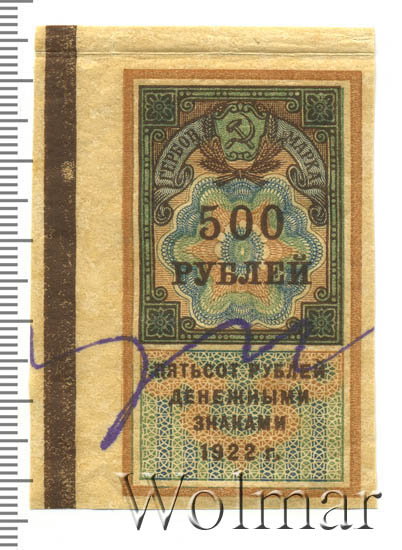 ГЕРБОВ. МАРКА
500
РУБЛЕЙ
ПЯТЬСОТ РУБЛЕЙ
ДЕНЕЖНЫМИ
ЗНАКАМИ
1922 г.
Wolmar